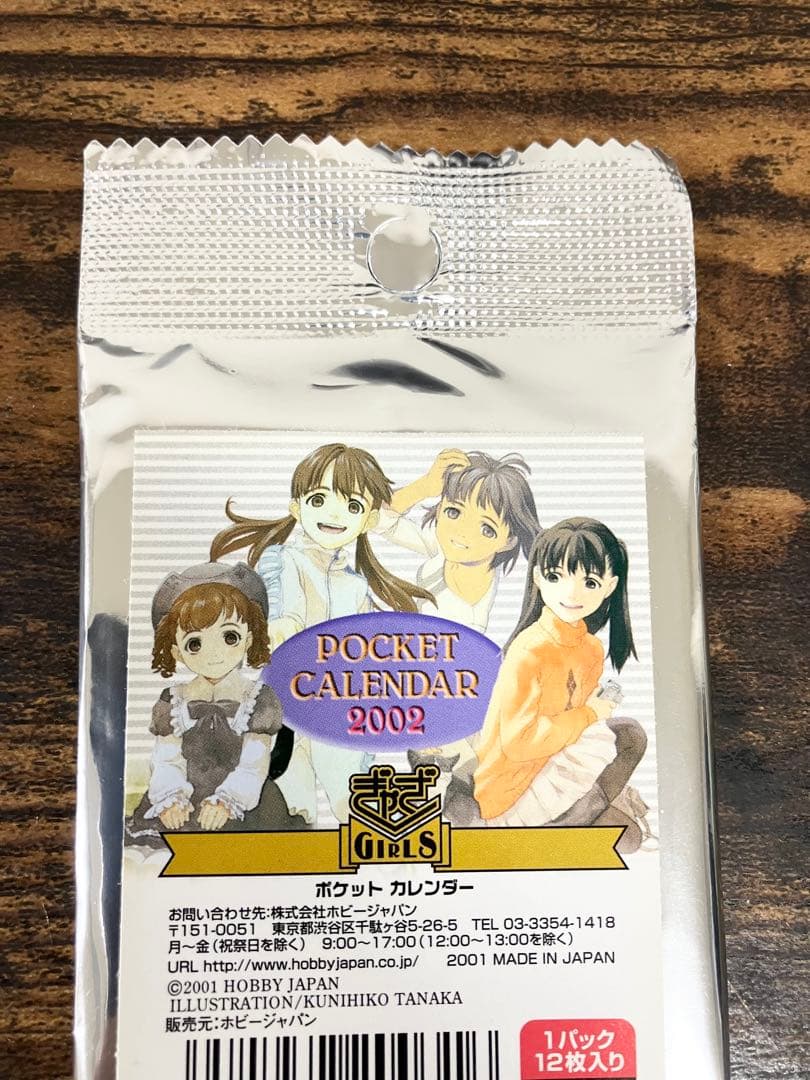 POCKET
CALENDAR
2002
ぎゃざ
GIRLS
ポケット カレンダー
お問い合わせ先:株式会社ホビージャパン
〒151-0051 東京都渋谷区千駄ヶ谷5-26-5 TEL 03-3354-1418
月〜金(祝祭日を除く) 9:00〜17:00(12:00〜13:00を除く)
URL http://www.hobbyjapan.co.jp/ 2001 MADE IN JAPAN
©2001 HOBBY JAPAN
ILLUSTRATION/KUNIHIKO TANAKA
販売元:ホビージャパン
1パック
12枚入り